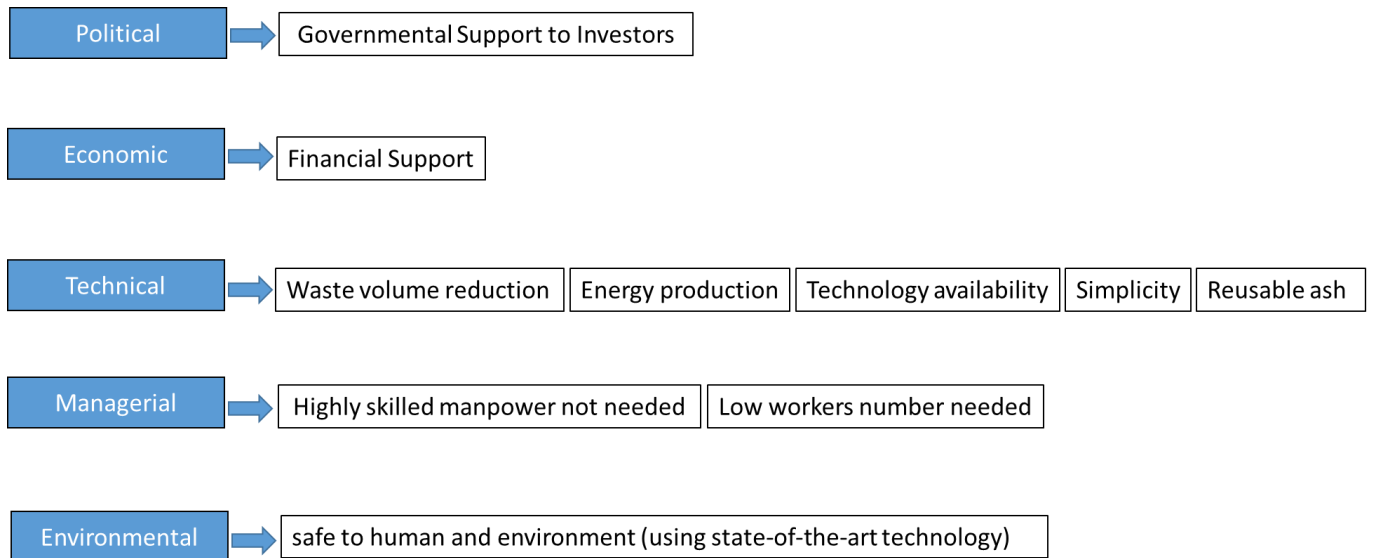 Political
Governmental Support to Investors
Economic
Financial Support
Technical
Waste volume reduction
Energy production
Technology availability
Simplicity
Reusable ash
Managerial
Highly skilled manpower not needed
Low workers number needed
Environmental
safe to human and environment (using state-of-the-art technology)